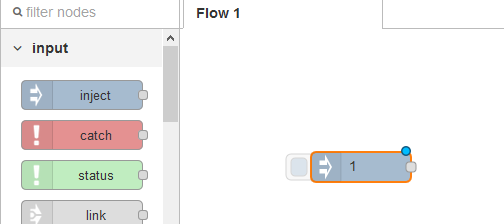 filter nodes
Flow 1
input
inject
catch
1
status
link